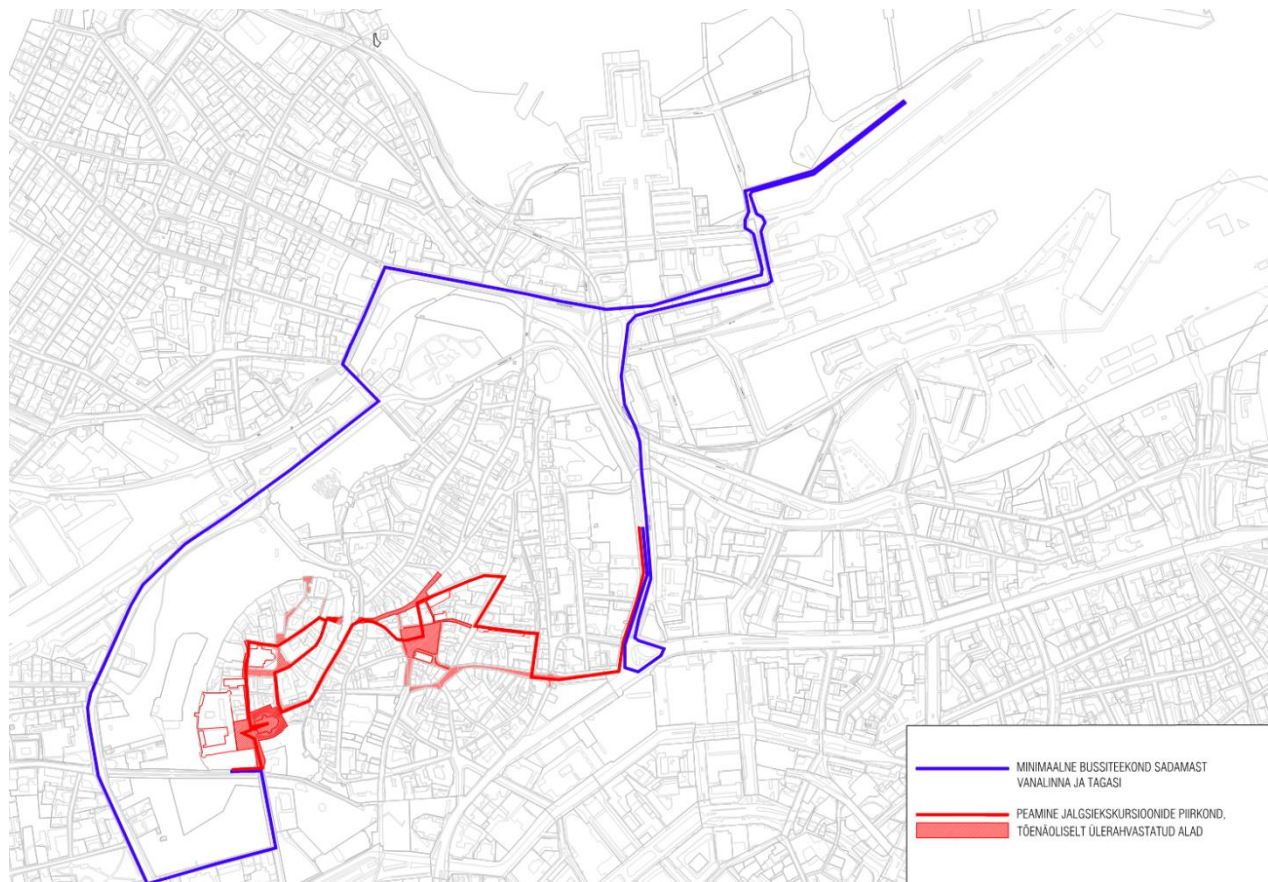 MINIMAALNE BUSSITEEKOND SADAMAST
VANALINNA JA TAGASI
PEAMINE JALGSIEKSKURSIOONIDE PIIRKOND,
TÕENÄOLISELT ÜLERAHVASTATUD ALAD